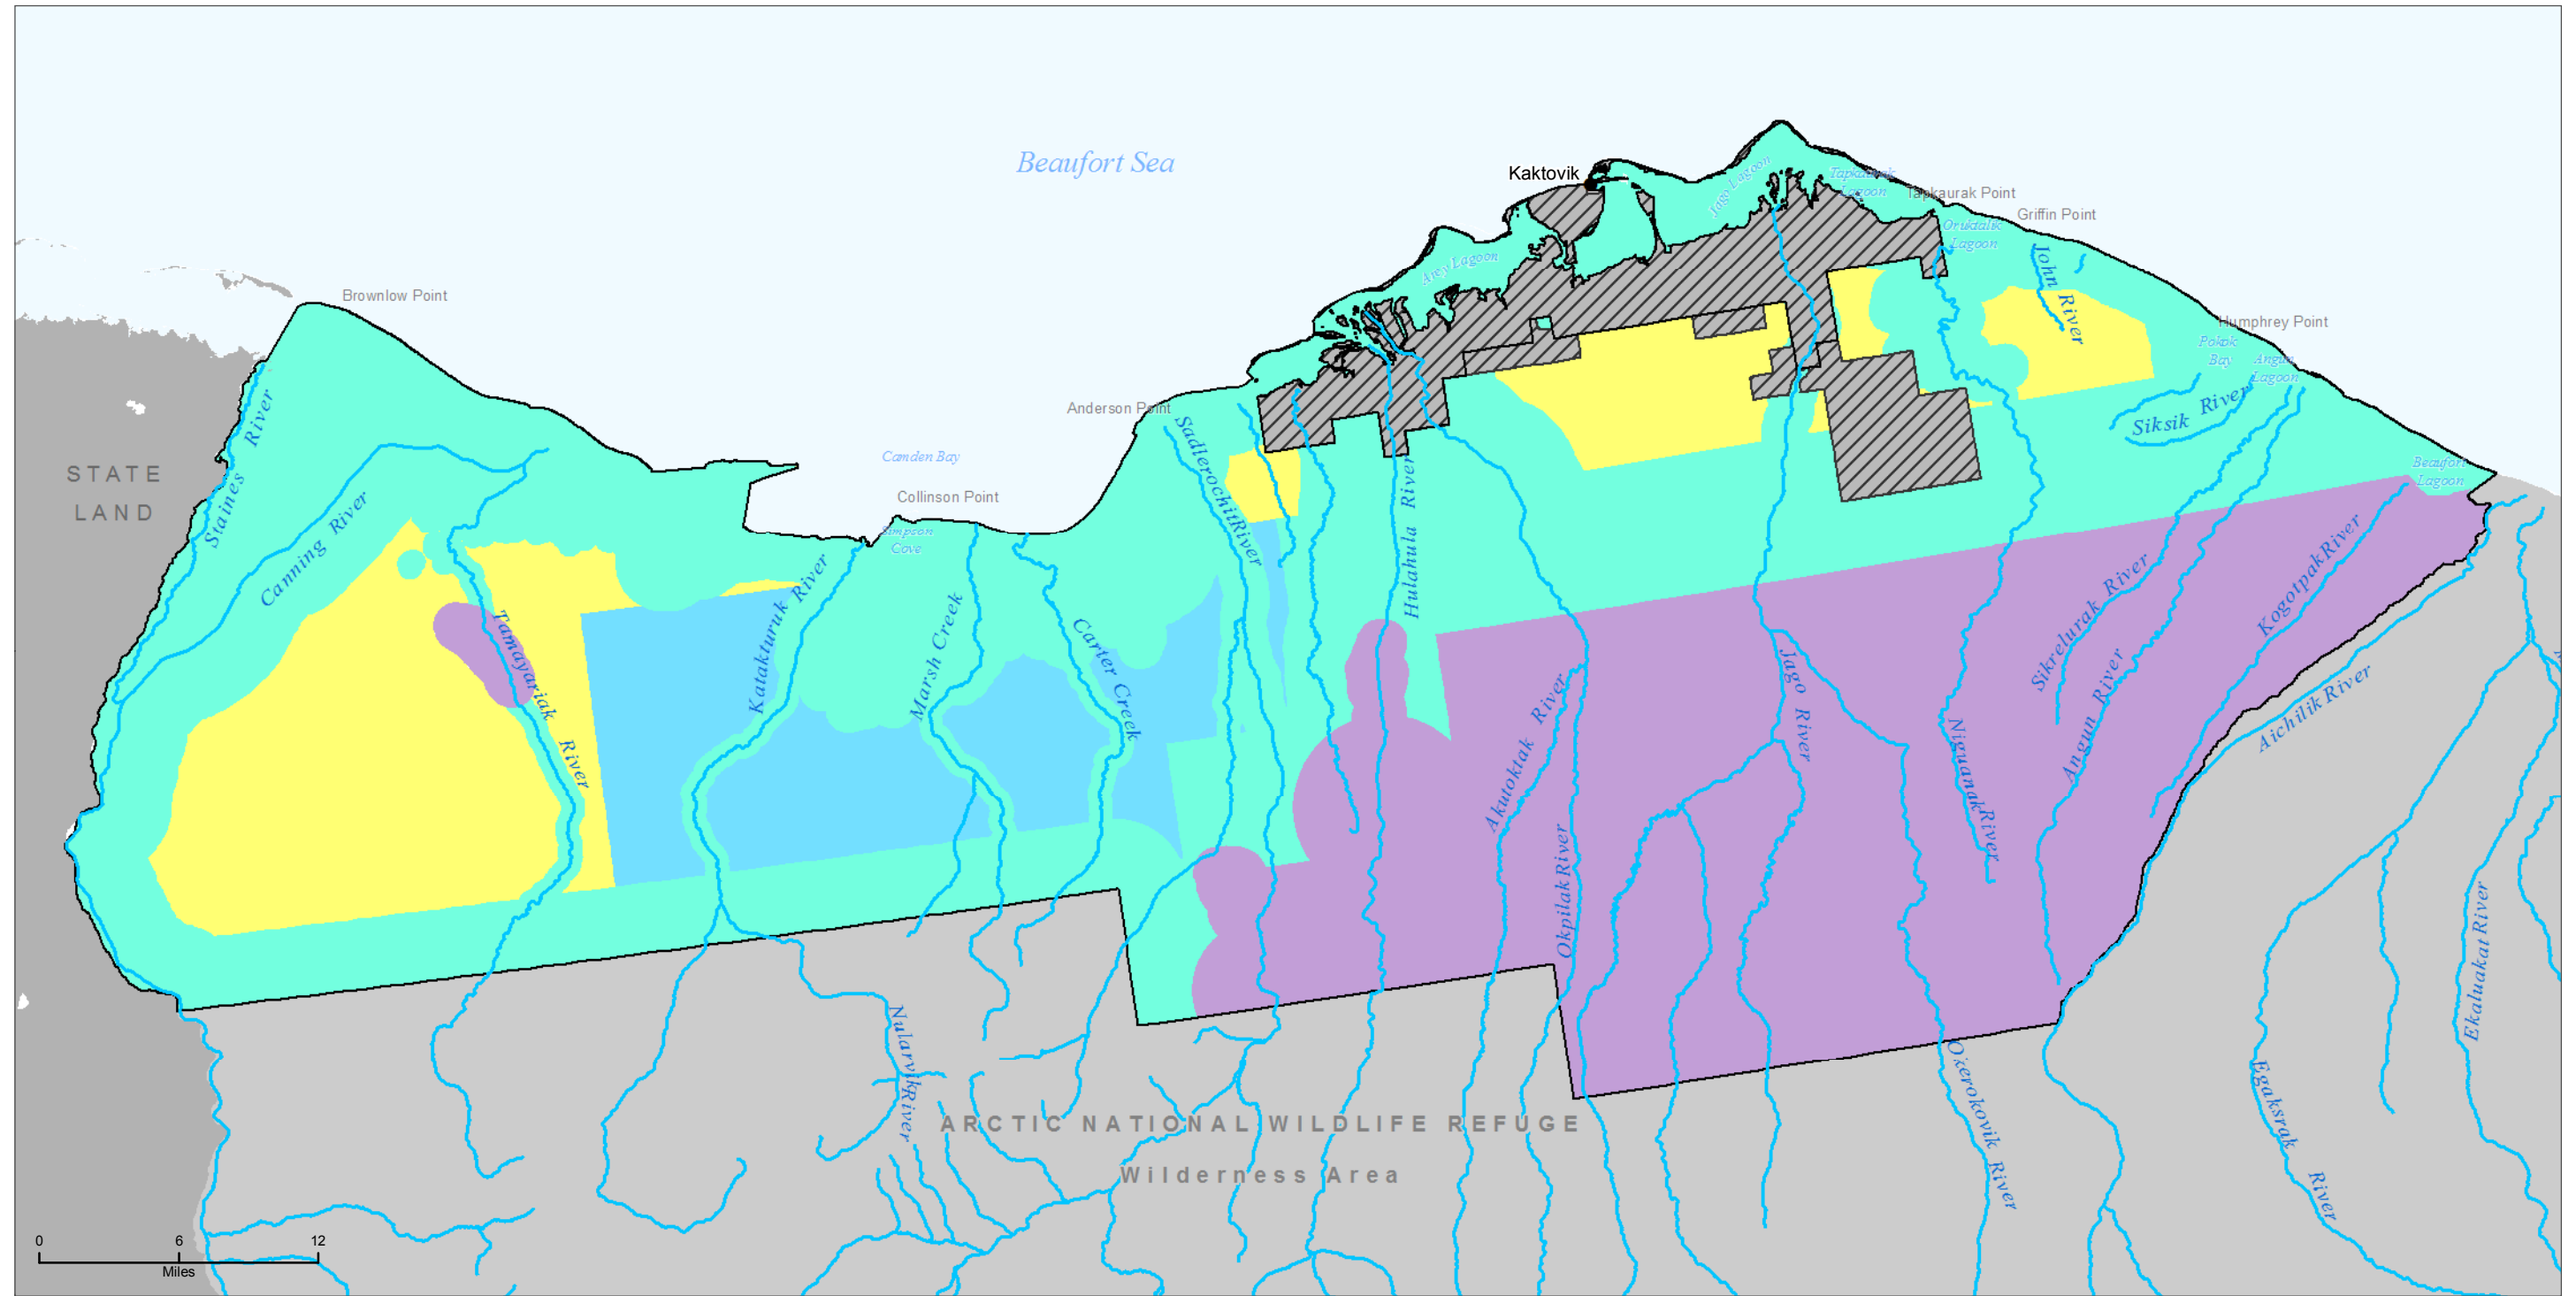 Beaufort Sea
Kaktovik
Jago Lagoon
Tapkaurak
Lagoon
Tapkaurak Point
Griffin Point
Oruktalik
Lagoon
Arey Lagoon
John River
Brownlow Point
Humphrey Point
Pokok
Bay
Angun
Lagoon
Anderson Point
Siksik River
Camden Bay
Collinson Point
Simpson
Cove
Beaufort
Lagoon
STATE
LAND
Staines River
Canning River
Tamayariak River
Katakturuk River
Marsh Creek
Carter Creek
Sadlerochit River
Hulahula River
Akutoktak River
Okpilak River
Jago River
Niguanak River
Sikrelurak River
Angun River
Kogotpak River
Aichilik River
Nularvik River
Okerokovik River
Egaksrak River
Ekaluakat River
ARCTIC NATIONAL WILDLIFE REFUGE
Wilderness Area
0 6 12
Miles